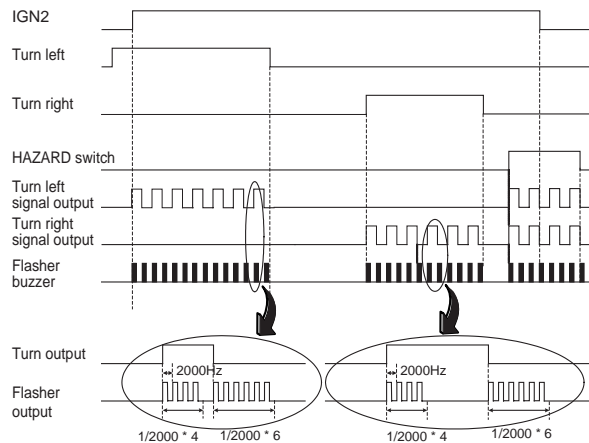 IGN2
Turn left
Turn right
HAZARD switch
Turn left
signal output
Turn right
signal output
Flasher
buzzer
Turn output
2000Hz
2000Hz
Flasher
output
1/2000 * 4
1/2000 * 6
1/2000 * 4
1/2000 * 6